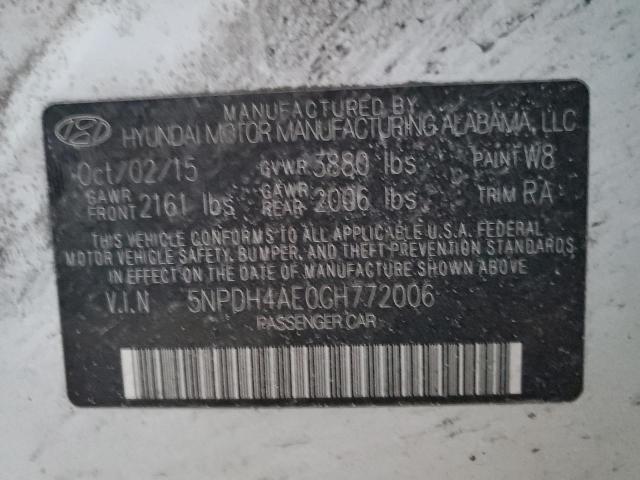 MANUFACTURED BY
HYUNDAI MOTOR MANUFACTURING ALABAMA, LLC
Oct/02/15 GVWR 3880 lbs PAINT W8
GAWR FRONT 2161 lbs GAWR REAR 2006 lbs TRIM RA
THIS VEHICLE CONFORMS TO ALL APPLICABLE U.S.A. FEDERAL
MOTOR VEHICLE SAFETY, BUMPER, AND THEFT PREVENTION STANDARDS
IN EFFECT ON THE DATE OF MANUFACTURE SHOWN ABOVE.
V.I.N 5NPDH4AE0GH772006
PASSENGER CAR